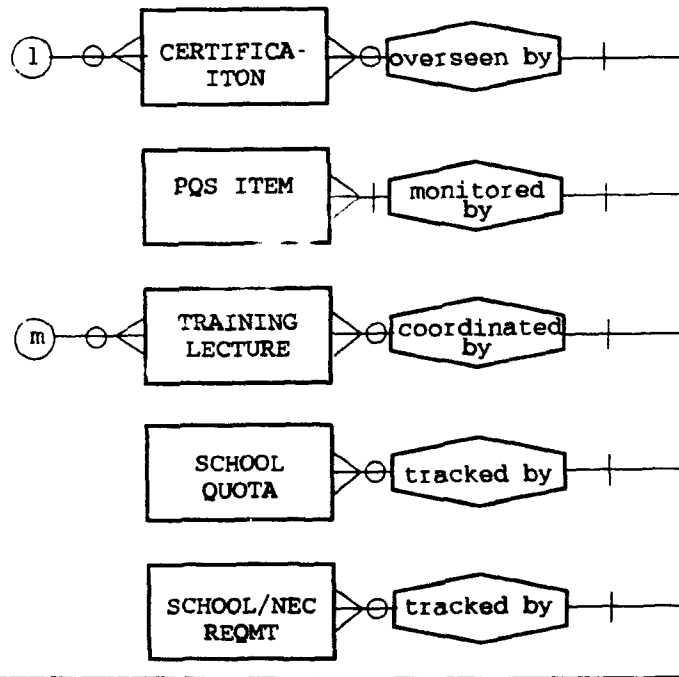 l
CERTIFICA-
ITON
overseen by
PQS ITEM
monitored
by
m
TRAINING
LECTURE
coordinated
by
SCHOOL
QUOTA
tracked by
SCHOOL/NEC
REQMT
tracked by